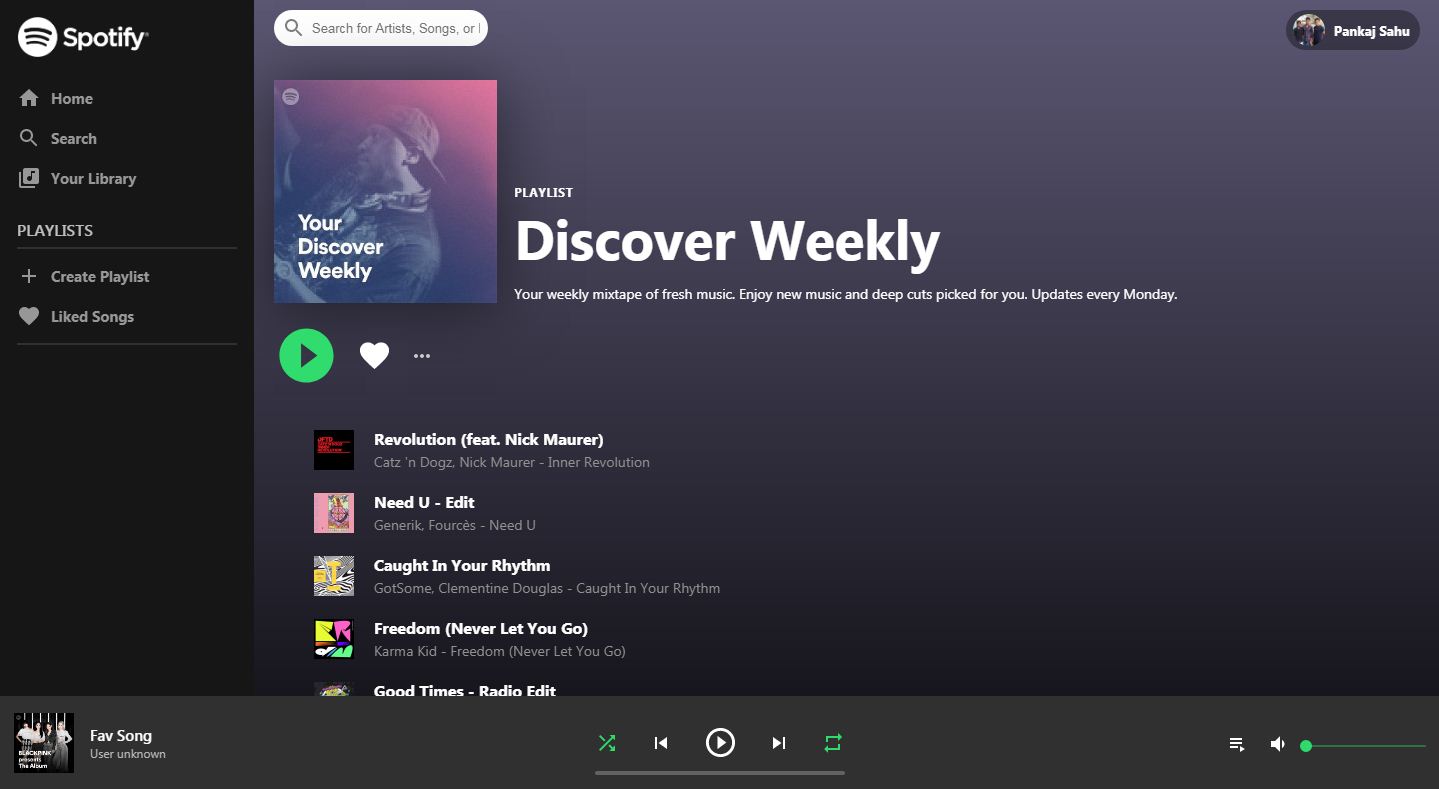 Spotify
Search for Artists, Songs, or
Pankaj Sahu
Home
Search
Your Library
PLAYLISTS
Create Playlist
Liked Songs
Your
Discover
Weekly
PLAYLIST
Discover Weekly
Your weekly mixtape of fresh music. Enjoy new music and deep cuts picked for you. Updates every Monday.
Revolution (feat. Nick Maurer)
Catz 'n Dogz, Nick Maurer - Inner Revolution
Need U - Edit
Generik, Fourcès - Need U
Caught In Your Rhythm
GotSome, Clementine Douglas - Caught In Your Rhythm
Freedom (Never Let You Go)
Karma Kid - Freedom (Never Let You Go)
Good Times - Radio Edit
BLACKPINK
presents
The Album
Fav Song
User unknown